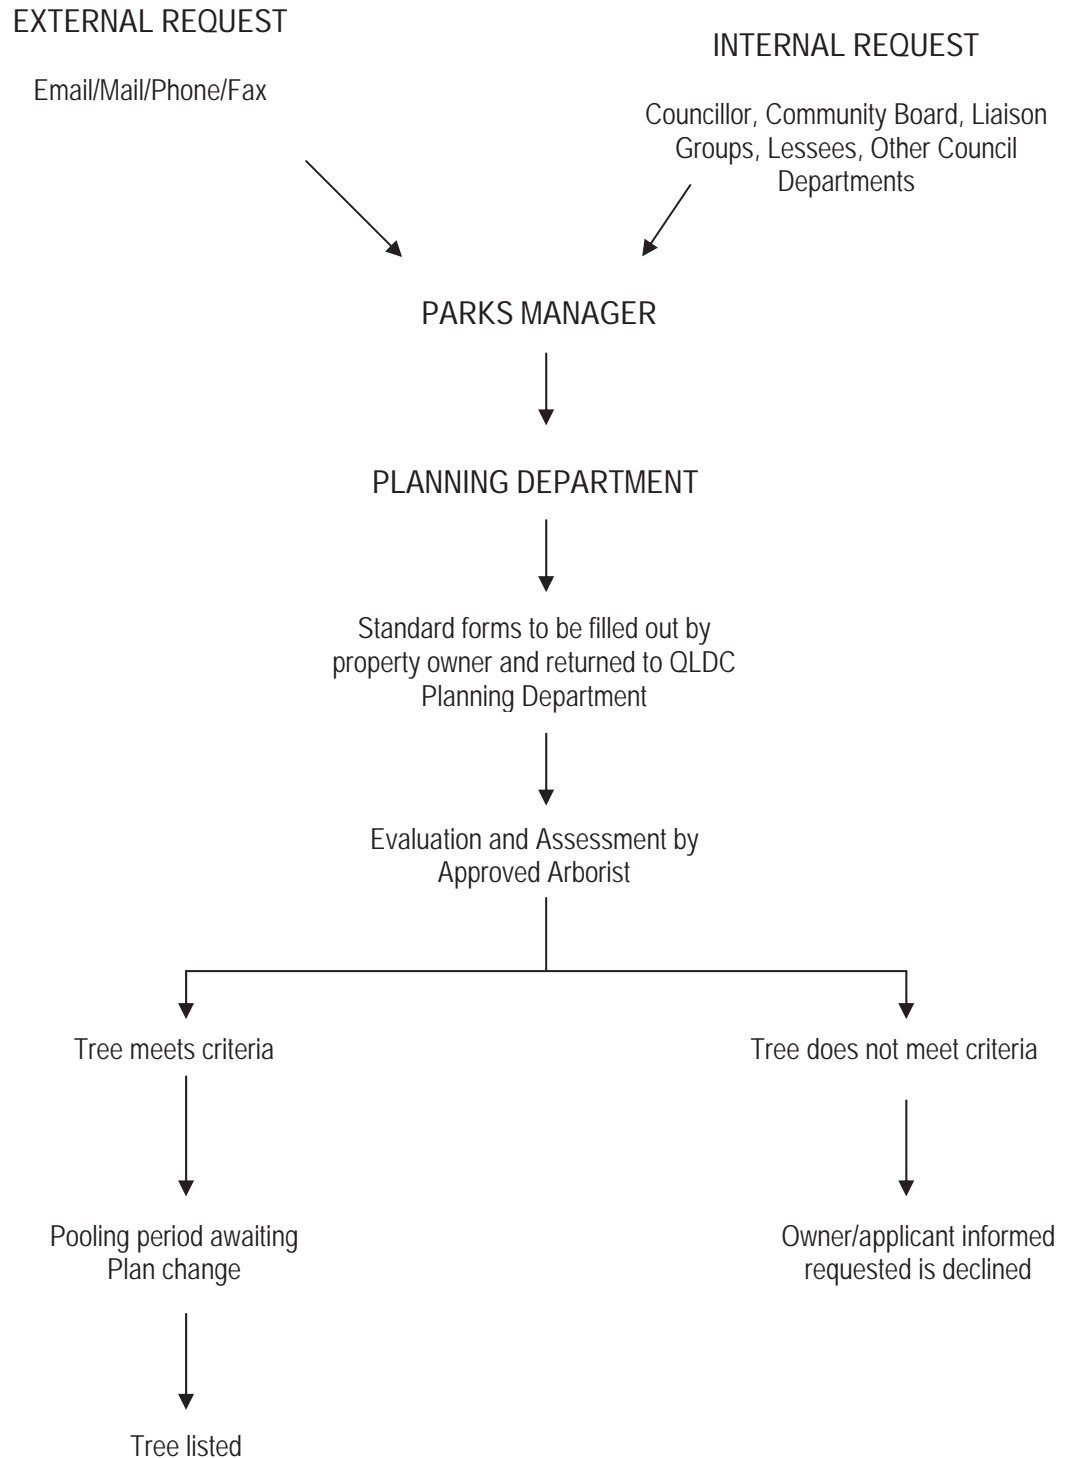 EXTERNAL REQUEST
Email/Mail/Phone/Fax
INTERNAL REQUEST
Councillor, Community Board, Liaison
Groups, Lessees, Other Council
Departments
PARKS MANAGER
PLANNING DEPARTMENT
Standard forms to be filled out by
property owner and returned to QLDC
Planning Department
Evaluation and Assessment by
Approved Arborist
Tree meets criteria
Tree does not meet criteria
Pooling period awaiting
Plan change
Owner/applicant informed
requested is declined
Tree listed